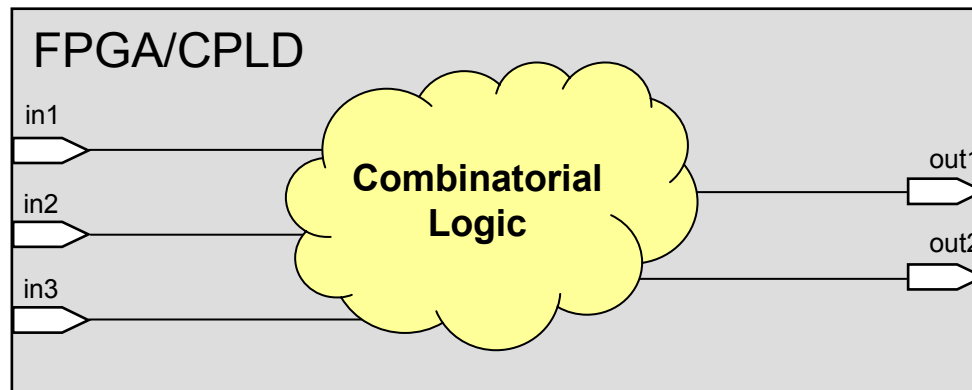 FPGA/CPLD
in1
in2
in3
Combinatorial
Logic
out1
out2